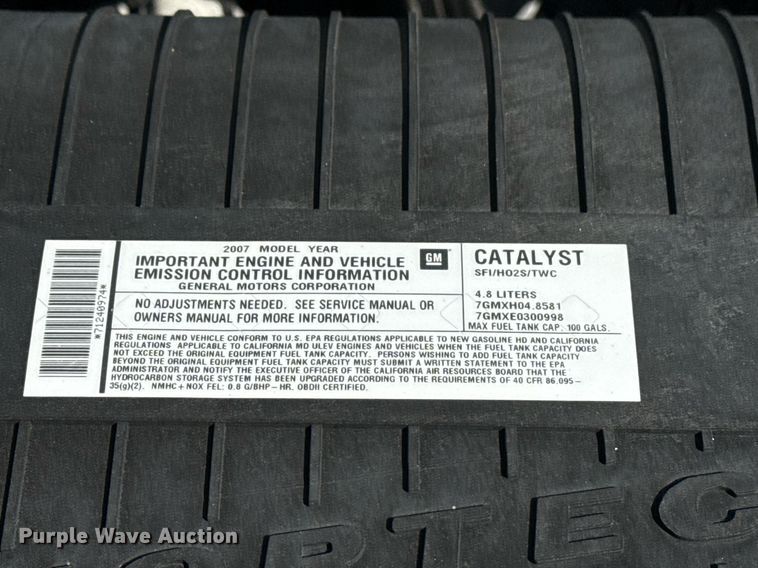 2007 MODEL YEAR
IMPORTANT ENGINE AND VEHICLE
EMISSION CONTROL INFORMATION
GENERAL MOTORS CORPORATION
GM
NO ADJUSTMENTS NEEDED. SEE SERVICE MANUAL OR
OWNERS MANUAL FOR MORE INFORMATION.
CATALYST
SFI/HO2S/TWC
4.8 LITERS
7GMXH04.8581
7GMXE0300998
MAX FUEL TANK CAP: 100 GALS.
THIS ENGINE AND VEHICLE CONFORM TO U.S. EPA REGULATIONS APPLICABLE TO NEW GASOLINE HD AND CALIFORNIA
REGULATIONS APPLICABLE TO CALIFORNIA MD ULEV ENGINES AND VEHICLES WHEN THE FUEL TANK CAPACITY DOES
NOT EXCEED THE ORIGINAL EQUIPMENT FUEL TANK CAPACITY. PERSONS WISHING TO ADD FUEL TANK CAPACITY
BEYOND THE ORIGINAL EQUIPMENT FUEL TANK CAPACITY MUST SUBMIT A WRITTEN STATEMENT TO THE EPA
ADMINISTRATOR AND NOTIFY THE EXECUTIVE OFFICER OF THE CALIFORNIA AIR RESOURCES BOARD THAT THE
HYDROCARBON STORAGE SYSTEM HAS BEEN UPGRADED ACCORDING TO THE REQUIREMENTS OF 40 CFR 86.095-
35(g)(2). NMHC+NOX FEL: 0.8 G/BHP-HR. OBDII CERTIFIED.
*71240974*
ORTEC
Purple Wave Auction